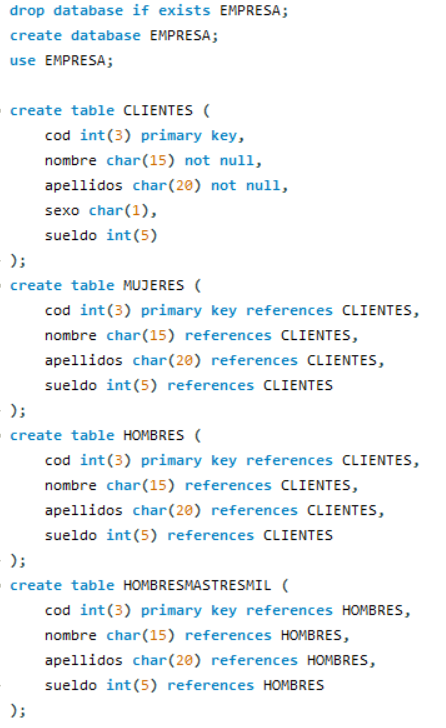 drop database if exists EMPRESA;
create database EMPRESA;
use EMPRESA;
create table CLIENTES (
cod int(3) primary key,
nombre char(15) not null,
apellidos char(20) not null,
sexo char(1),
sueldo int(5)
);
create table MUJERES (
cod int(3) primary key references CLIENTES,
nombre char(15) references CLIENTES,
apellidos char(20) references CLIENTES,
sueldo int(5) references CLIENTES
);
create table HOMBRES (
cod int(3) primary key references CLIENTES,
nombre char(15) references CLIENTES,
apellidos char(20) references CLIENTES,
sueldo int(5) references CLIENTES
);
create table HOMBRESMASTRESMIL (
cod int(3) primary key references HOMBRES,
nombre char(15) references HOMBRES,
apellidos char(20) references HOMBRES,
sueldo int(5) references HOMBRES
);